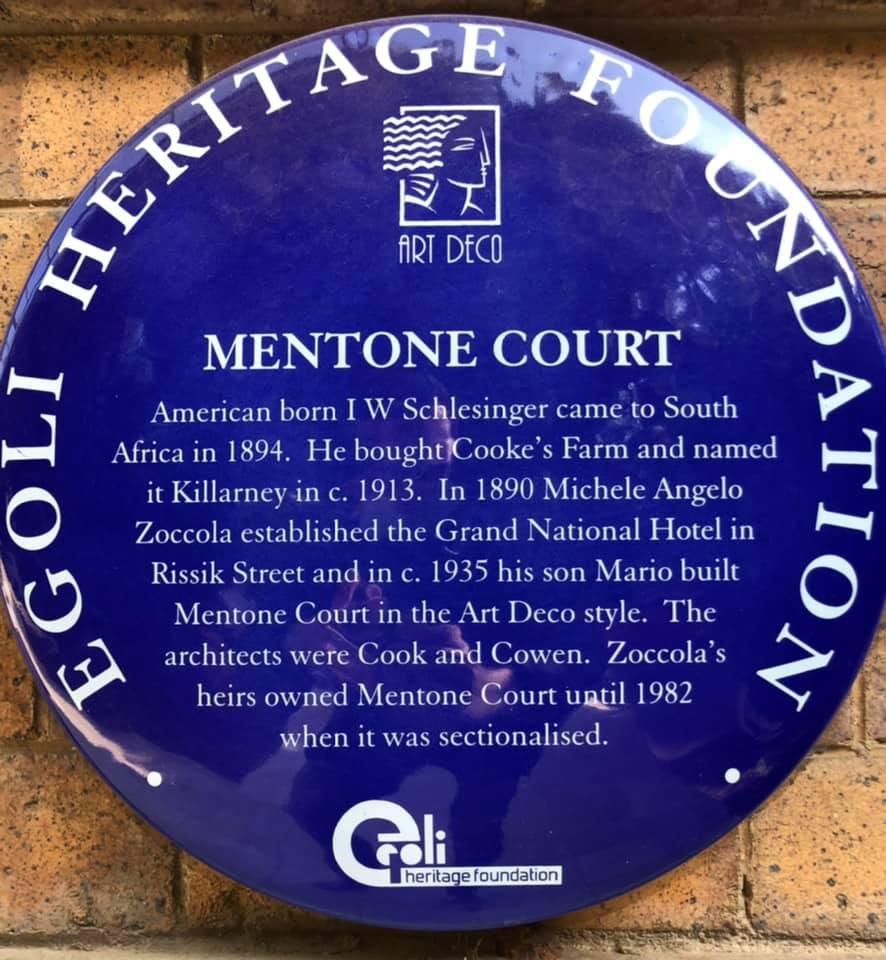 EGOLI HERITAGE FOUNDATION
ART DECO
MENTONE COURT
American born I W Schlesinger came to South
Africa in 1894. He bought Cooke's Farm and named
it Killarney in c. 1913. In 1890 Michele Angelo
Zoccola established the Grand National Hotel in
Rissik Street and in c. 1935 his son Mario built
Mentone Court in the Art Deco style. The
architects were Cook and Cowen. Zoccola's
heirs owned Mentone Court until 1982
when it was sectionalised.
egoli
heritage foundation